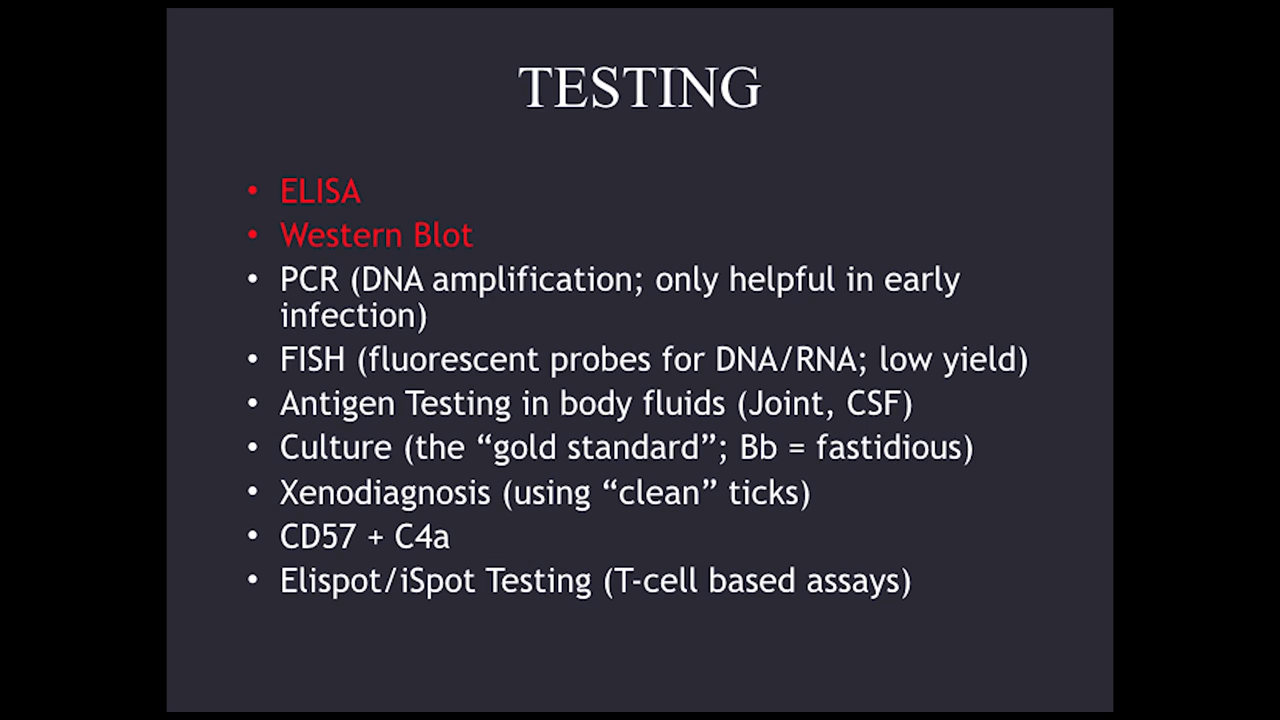 TESTING
• ELISA
• Western Blot
• PCR (DNA amplification; only helpful in early
infection)
• FISH (fluorescent probes for DNA/RNA; low yield)
• Antigen Testing in body fluids (Joint, CSF)
• Culture (the “gold standard”; Bb = fastidious)
• Xenodiagnosis (using “clean” ticks)
• CD57 + C4a
• Elispot/iSpot Testing (T-cell based assays)